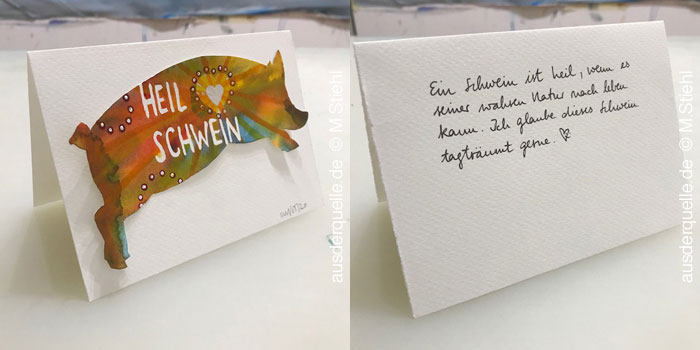 HEIL
SCHWEIN
Ein Schwein ist heil, wenn es
seiner wahren Natur nach leben
kann. Ich glaube dieses Schwein
tagträumt gerne.
ausderquelle.de © M Stiehl
ausderquelle.de © M Stiehl